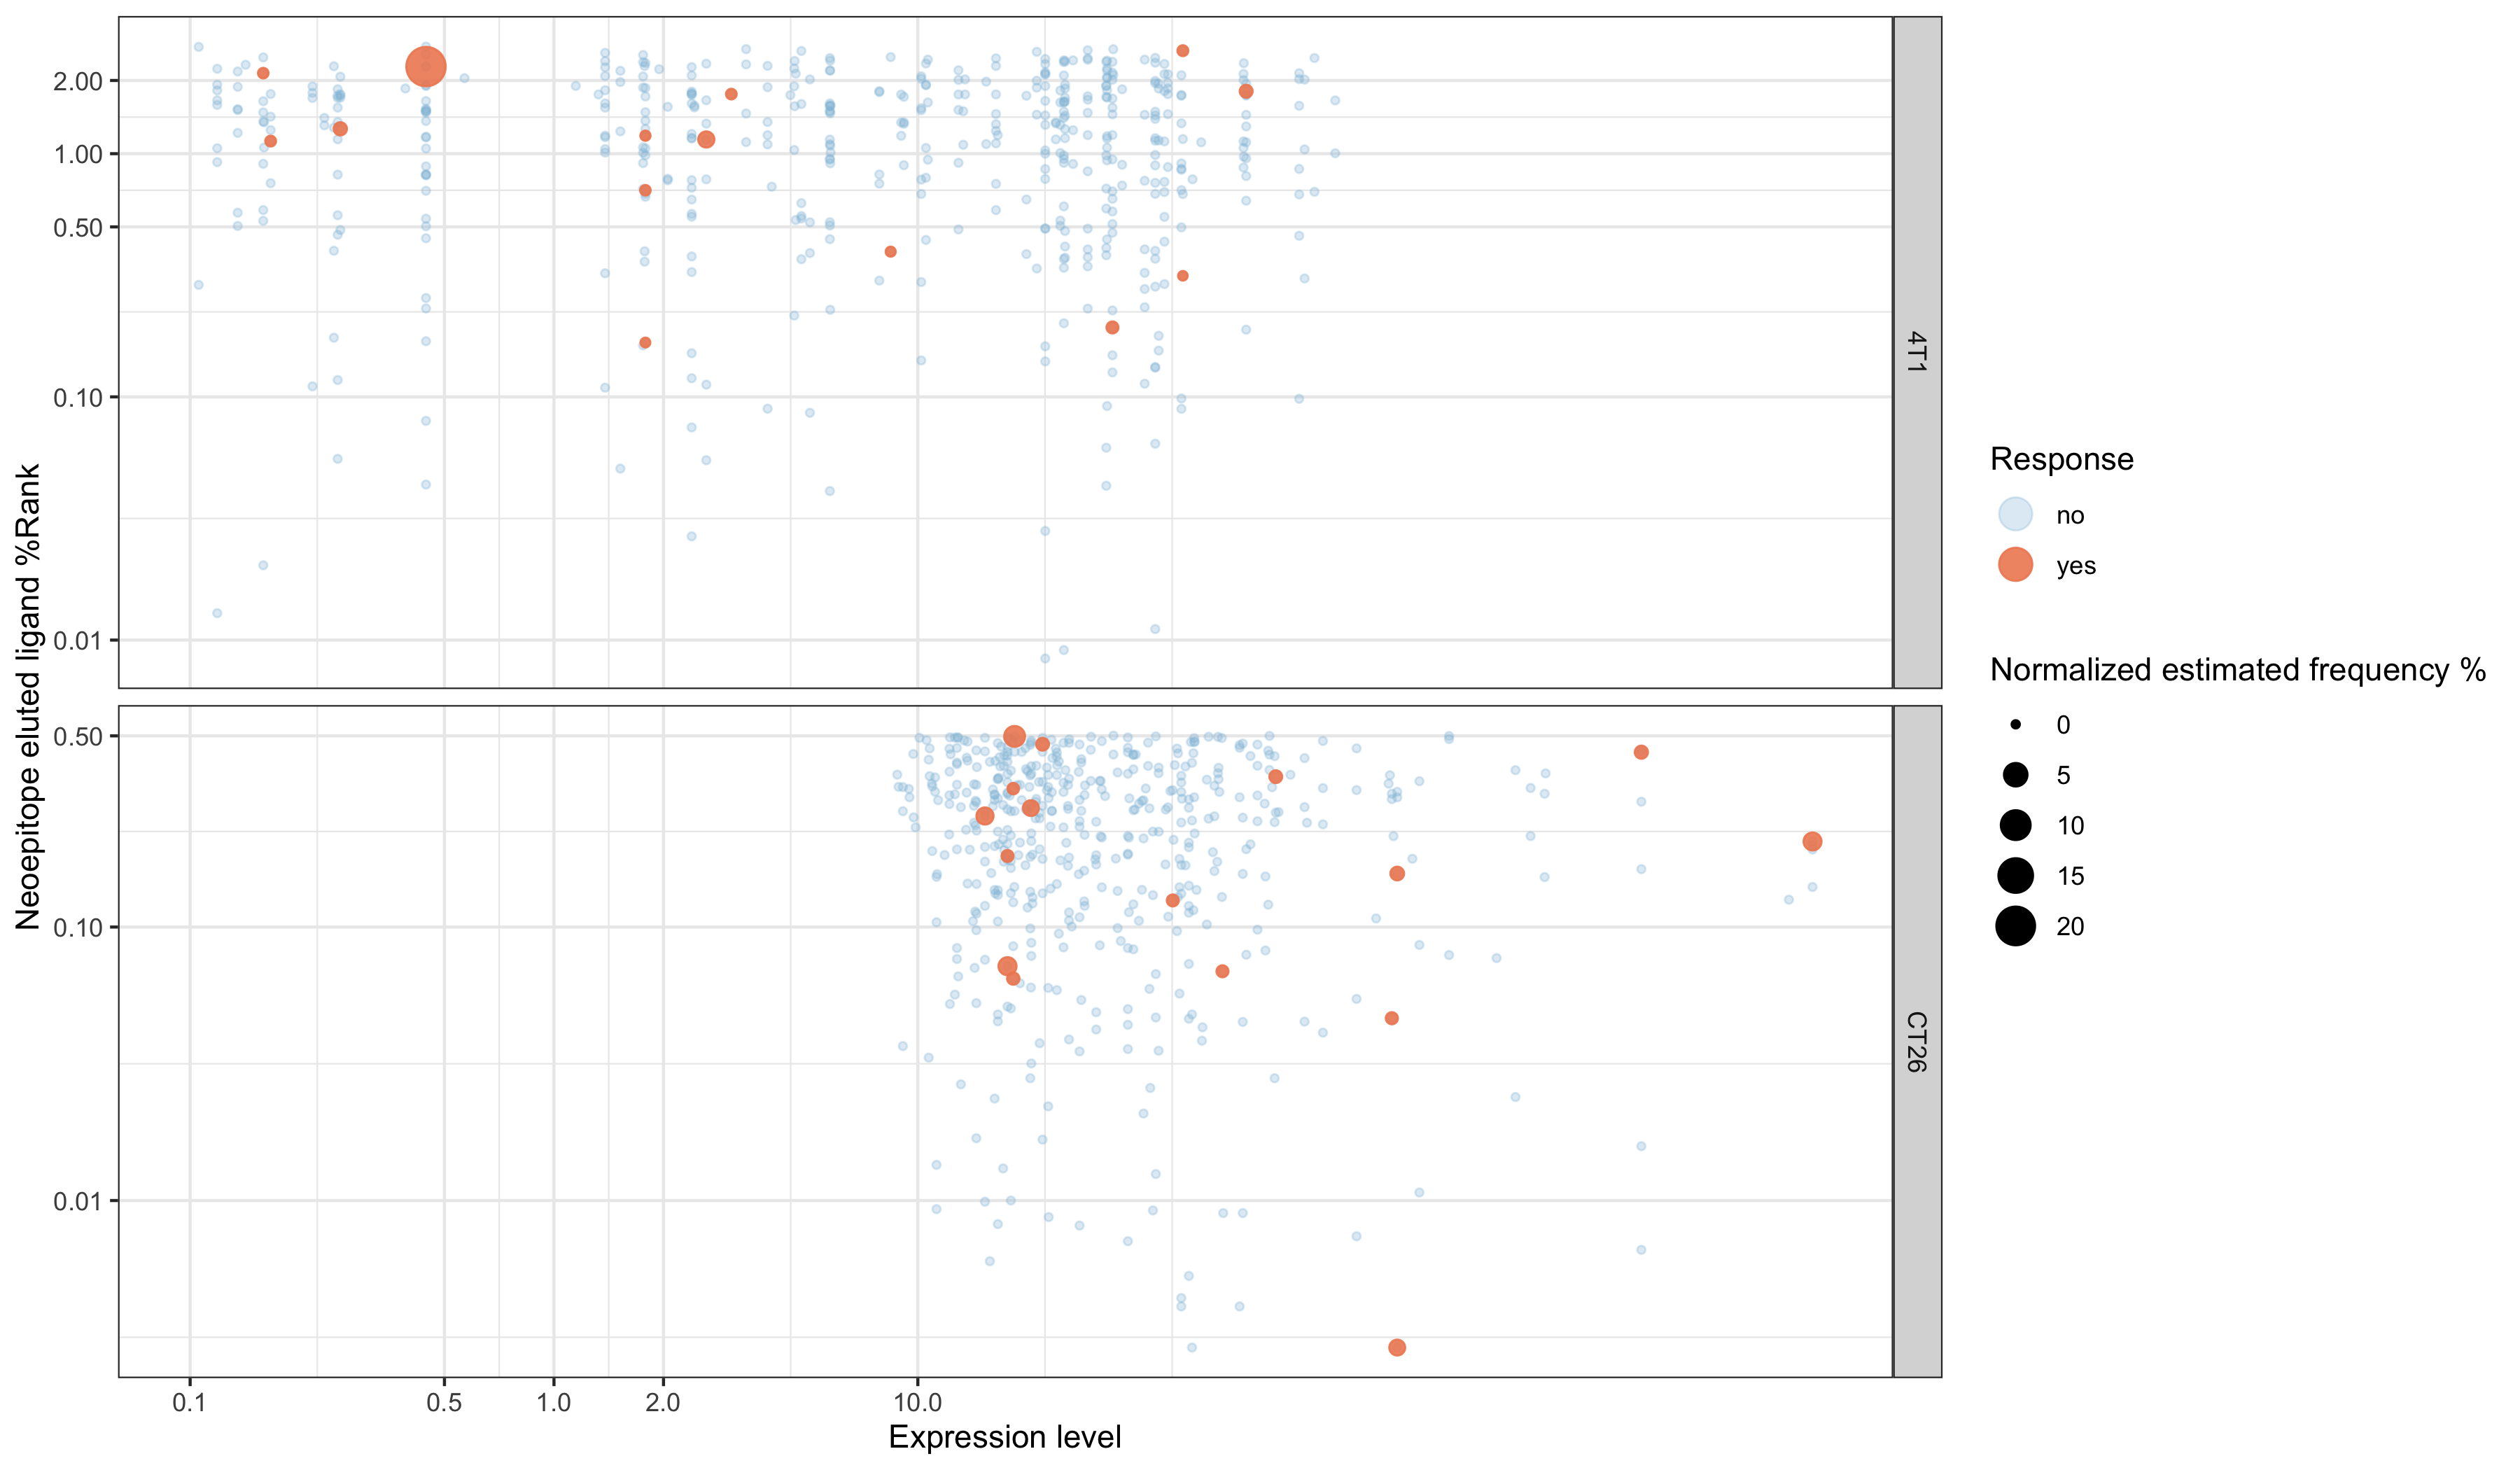 Neoepitope eluted ligand %Rank
2.00
1.00
0.50
0.10
0.01
4T1
0.50
0.10
0.01
CT26
0.1
0.5
1.0
2.0
10.0
Expression level
Response
no
yes
Normalized estimated frequency %
0
5
10
15
20